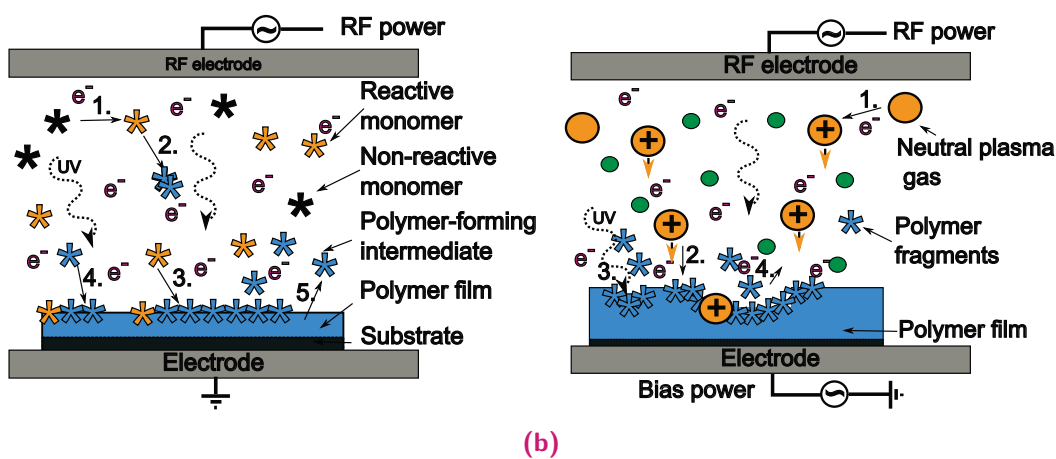 RF power
RF electrode
e-
1.
e-
Reactive
monomer
e-
2.
UV
Non-reactive
monomer
e-
e-
e-
Polymer-forming
intermediate
e-
e-
4.
3.
e-
5.
Polymer film
Substrate
Electrode
RF power
RF electrode
e-
e-
1.
e-
Neutral plasma
gas
e-
e-
e-
UV
Polymer
fragments
3.
e-
2.
e-
4.
e-
Polymer film
Electrode
Bias power
+
+
+
+
+
(b)